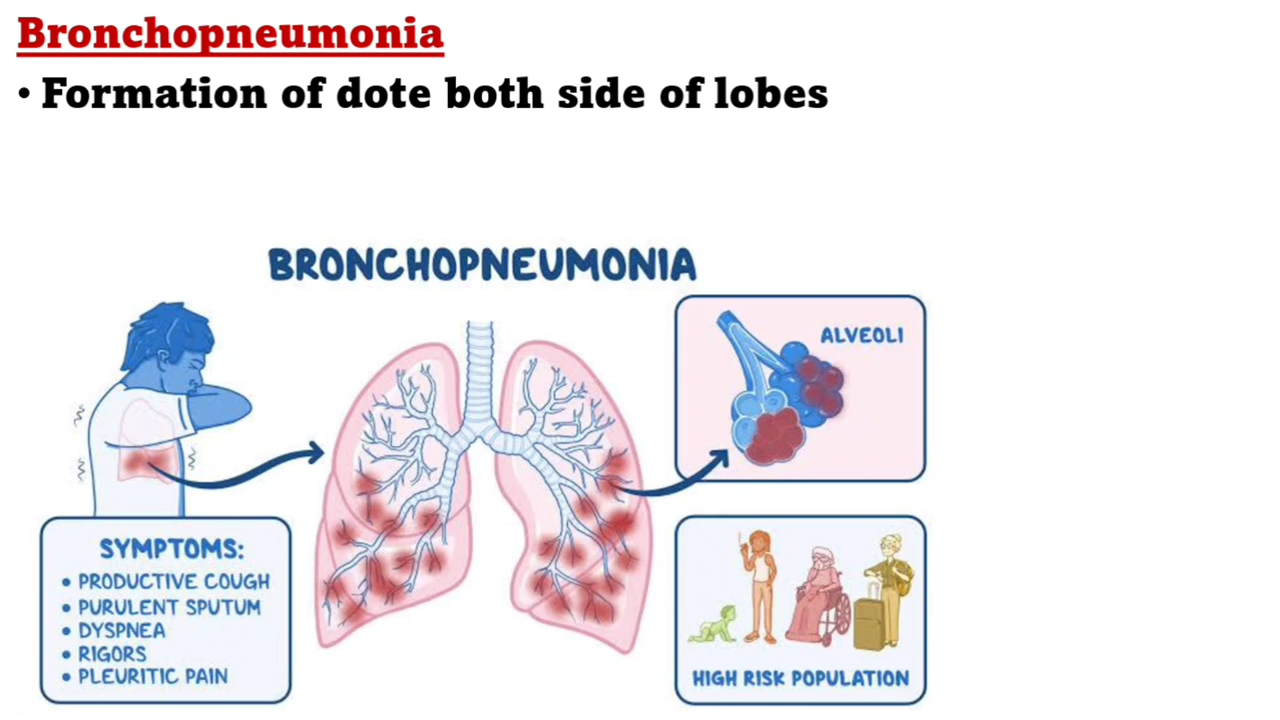 Bronchopneumonia
• Formation of dote both side of lobes
BRONCHOPNEUMONIA
ALVEOLI
SYMPTOMS:
• PRODUCTIVE COUGH
• PURULENT SPUTUM
• DYSPNEA
• RIGORS
• PLEURITIC PAIN
HIGH RISK POPULATION